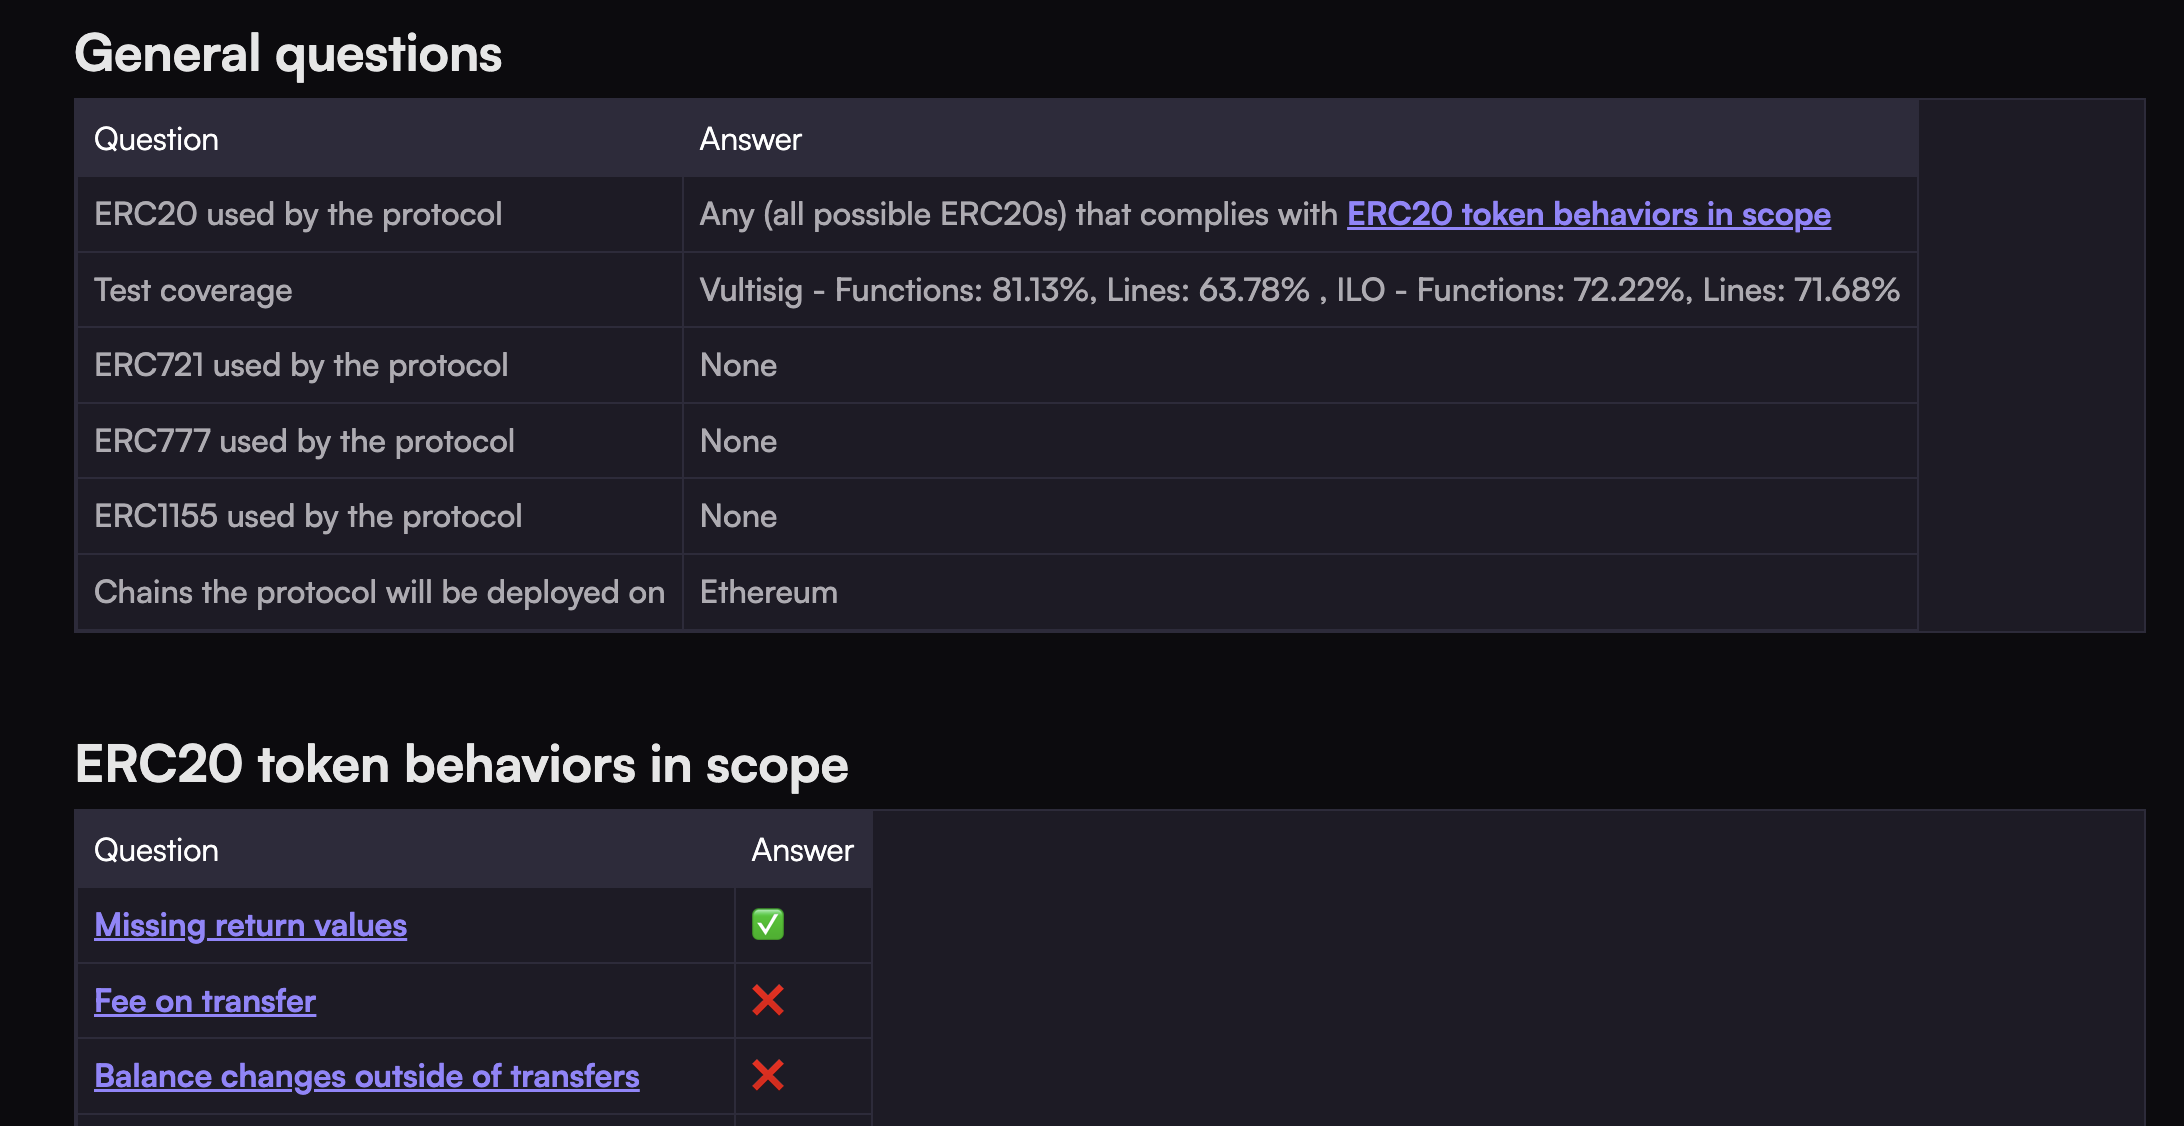 General questions
Question Answer
ERC20 used by the protocol Any (all possible ERC20s) that complies with ERC20 token behaviors in scope
Test coverage Vultisig - Functions: 81.13%, Lines: 63.78% , ILO - Functions: 72.22%, Lines: 71.68%
ERC721 used by the protocol None
ERC777 used by the protocol None
ERC1155 used by the protocol None
Chains the protocol will be deployed on Ethereum
ERC20 token behaviors in scope
Question Answer
Missing return values ✅
Fee on transfer ❌
Balance changes outside of transfers ❌